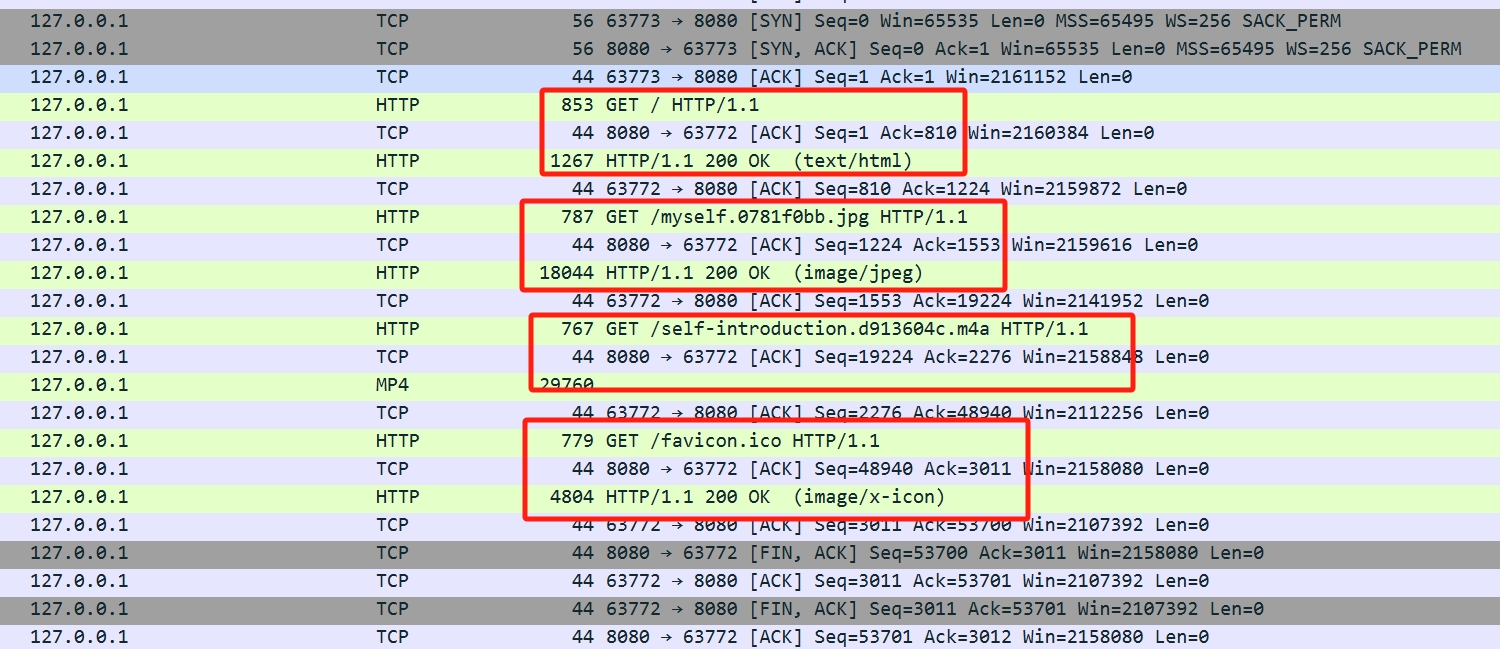 127.0.0.1 TCP 56 63773 → 8080 [SYN] Seq=0 Win=65535 Len=0 MSS=65495 WS=256 SACK_PERM
127.0.0.1 TCP 56 8080 → 63773 [SYN, ACK] Seq=0 Ack=1 Win=65535 Len=0 MSS=65495 WS=256 SACK_PERM
127.0.0.1 TCP 44 63773 → 8080 [ACK] Seq=1 Ack=1 Win=2161152 Len=0
127.0.0.1 HTTP 853 GET / HTTP/1.1
127.0.0.1 TCP 44 8080 → 63772 [ACK] Seq=1 Ack=810 Win=2160384 Len=0
127.0.0.1 HTTP 1267 HTTP/1.1 200 OK (text/html)
127.0.0.1 TCP 44 63772 → 8080 [ACK] Seq=810 Ack=1224 Win=2159872 Len=0
127.0.0.1 HTTP 787 GET /myself.0781f0bb.jpg HTTP/1.1
127.0.0.1 TCP 44 8080 → 63772 [ACK] Seq=1224 Ack=1553 Win=2159616 Len=0
127.0.0.1 HTTP 18044 HTTP/1.1 200 OK (image/jpeg)
127.0.0.1 TCP 44 63772 → 8080 [ACK] Seq=1553 Ack=19224 Win=2141952 Len=0
127.0.0.1 HTTP 767 GET /self-introduction.d913604c.m4a HTTP/1.1
127.0.0.1 TCP 44 8080 → 63772 [ACK] Seq=19224 Ack=2276 Win=2158848 Len=0
127.0.0.1 MP4 29760
127.0.0.1 TCP 44 63772 → 8080 [ACK] Seq=2276 Ack=48940 Win=2112256 Len=0
127.0.0.1 HTTP 779 GET /favicon.ico HTTP/1.1
127.0.0.1 TCP 44 8080 → 63772 [ACK] Seq=48940 Ack=3011 Win=2158080 Len=0
127.0.0.1 HTTP 4804 HTTP/1.1 200 OK (image/x-icon)
127.0.0.1 TCP 44 63772 → 8080 [ACK] Seq=3011 Ack=53700 Win=2107392 Len=0
127.0.0.1 TCP 44 8080 → 63772 [FIN, ACK] Seq=53700 Ack=3011 Win=2158080 Len=0
127.0.0.1 TCP 44 63772 → 8080 [ACK] Seq=3011 Ack=53701 Win=2107392 Len=0
127.0.0.1 TCP 44 63772 → 8080 [FIN, ACK] Seq=3011 Ack=53701 Win=2107392 Len=0
127.0.0.1 TCP 44 8080 → 63772 [ACK] Seq=53701 Ack=3012 Win=2158080 Len=0